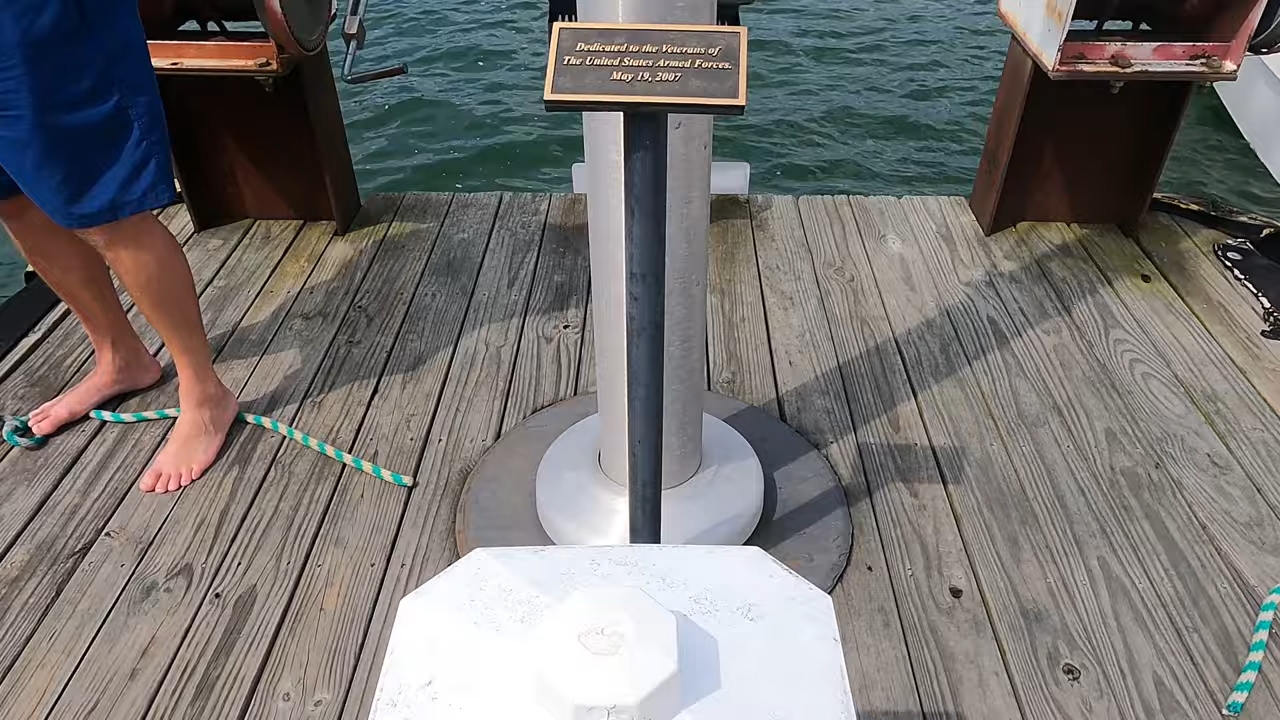 Dedicated to the Veterans of
The United States Armed Forces.
May 19, 2007